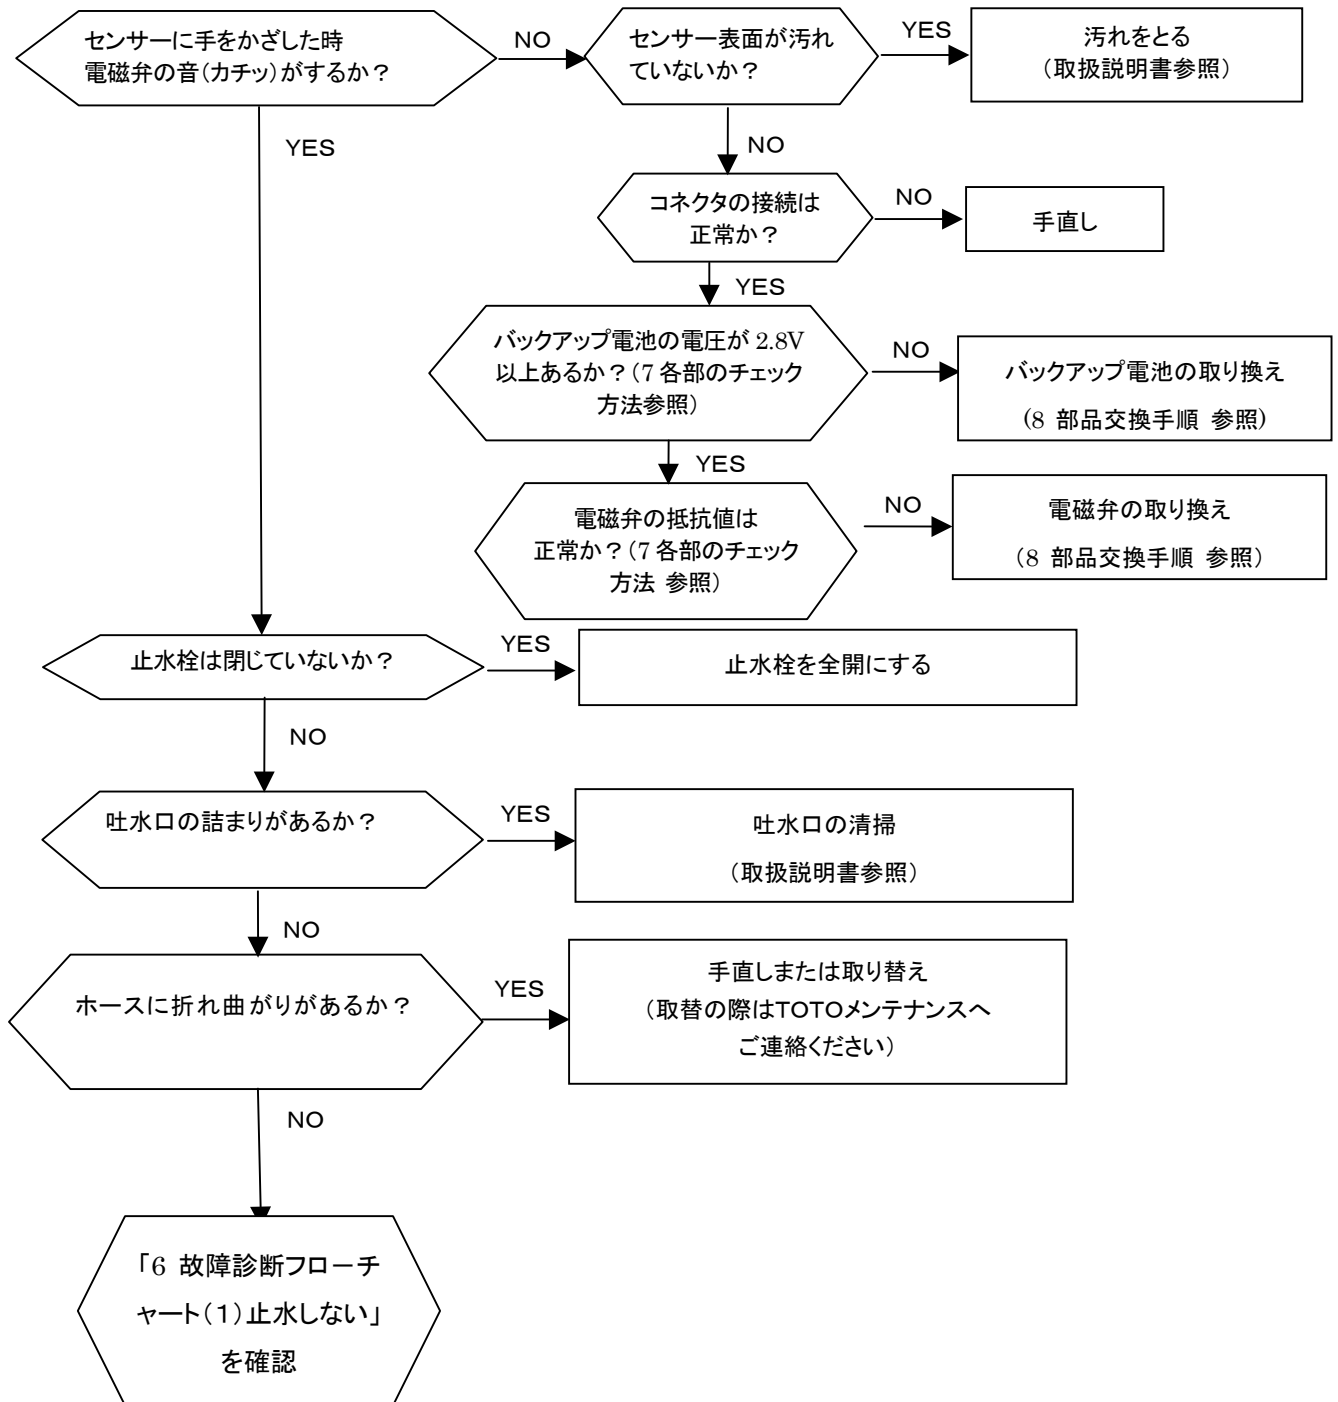 センサーに手をかざした時
電磁弁の音（カチッ）がするか？
NO
センサー表面が汚れ
ていないか？
YES
汚れをとる
（取扱説明書参照）
YES
NO
コネクタの接続は
正常か？
NO
手直し
YES
バックアップ電池の電圧が 2.8V
以上あるか？（7 各部のチェック
方法参照）
NO
バックアップ電池の取り換え
(8 部品交換手順 参照)
YES
電磁弁の抵抗値は
正常か？（7 各部のチェック
方法 参照）
NO
電磁弁の取り換え
（8 部品交換手順 参照）
止水栓は閉じていないか？
YES
止水栓を全開にする
NO
吐水口の詰まりがあるか？
YES
吐水口の清掃
（取扱説明書参照）
NO
ホースに折れ曲がりがあるか？
YES
手直しまたは取り替え
（取替の際はTOTOメンテナンスへ
ご連絡ください）
NO
「6 故障診断フローチ
ャート（１）止水しない」
を確認